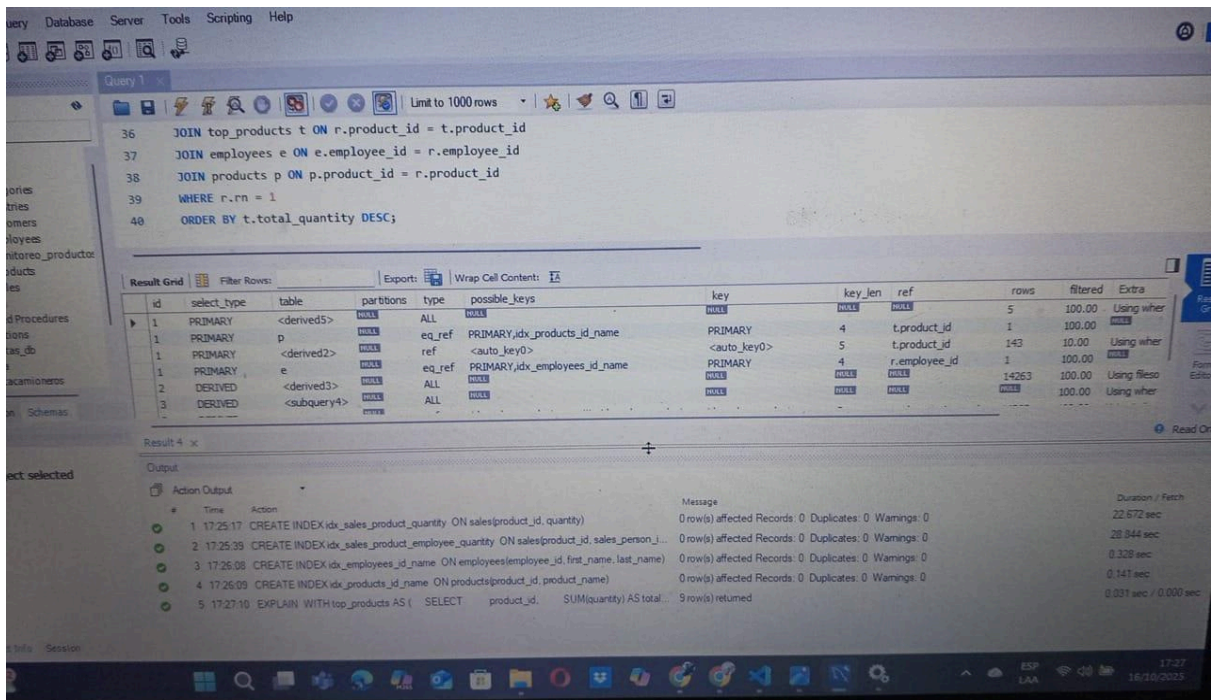 Database Server Tools Scripting Help
Query 1
Limit to 1000 rows
36 JOIN top_products t ON r.product_id = t.product_id
37 JOIN employees e ON e.employee_id = r.employee_id
38 JOIN products p ON p.product_id = r.product_id
39 WHERE r.rn = 1
40 ORDER BY t.total_quantity DESC;
Result Grid Filter Rows: Export: Wrap Cell Content:
id select_type table partitions type possible_keys key key_len ref rows filtered Extra
1 PRIMARY <derived5> NULL ALL NULL NULL NULL NULL 5 100.00 Using wher
1 PRIMARY p NULL eq_ref PRIMARY,idx_products_id_name PRIMARY 4 t.product_id 1 100.00 NULL
1 PRIMARY <derived2> NULL ref <auto_key0> <auto_key0> 5 t.product_id 143 10.00 Using wher
1 PRIMARY e NULL eq_ref PRIMARY,idx_employees_id_name PRIMARY 4 r.employee_id 1 100.00 NULL
2 DERIVED <derived3> NULL ALL NULL NULL NULL NULL 14263 100.00 Using fileso
3 DERIVED <subquery4> NULL ALL NULL NULL NULL NULL NULL 100.00 Using wher
Schemas
Result 4
Read On
ect selected
Output
Action Output
# Time Action Message Duration / Fetch
1 17:25:17 CREATE INDEX idx_sales_product_quantity ON sales(product_id, quantity) 0 row(s) affected Records: 0 Duplicates: 0 Warnings: 0 22.672 sec
2 17:25:39 CREATE INDEX idx_sales_product_employee_quantity ON sales(product_id, sales_person_i... 0 row(s) affected Records: 0 Duplicates: 0 Warnings: 0 28.844 sec
3 17:26:08 CREATE INDEX idx_employees_id_name ON employees(employee_id, first_name, last_name) 0 row(s) affected Records: 0 Duplicates: 0 Warnings: 0 0.328 sec
4 17:26:09 CREATE INDEX idx_products_id_name ON products(product_id, product_name) 0 row(s) affected Records: 0 Duplicates: 0 Warnings: 0 0.141 sec
5 17:27:10 EXPLAIN WITH top_products AS ( SELECT product_id, SUM(quantity) AS total... 9 row(s) returned 0.031 sec / 0.000 sec
Session
ESP
LAA
17:27
16/10/2025